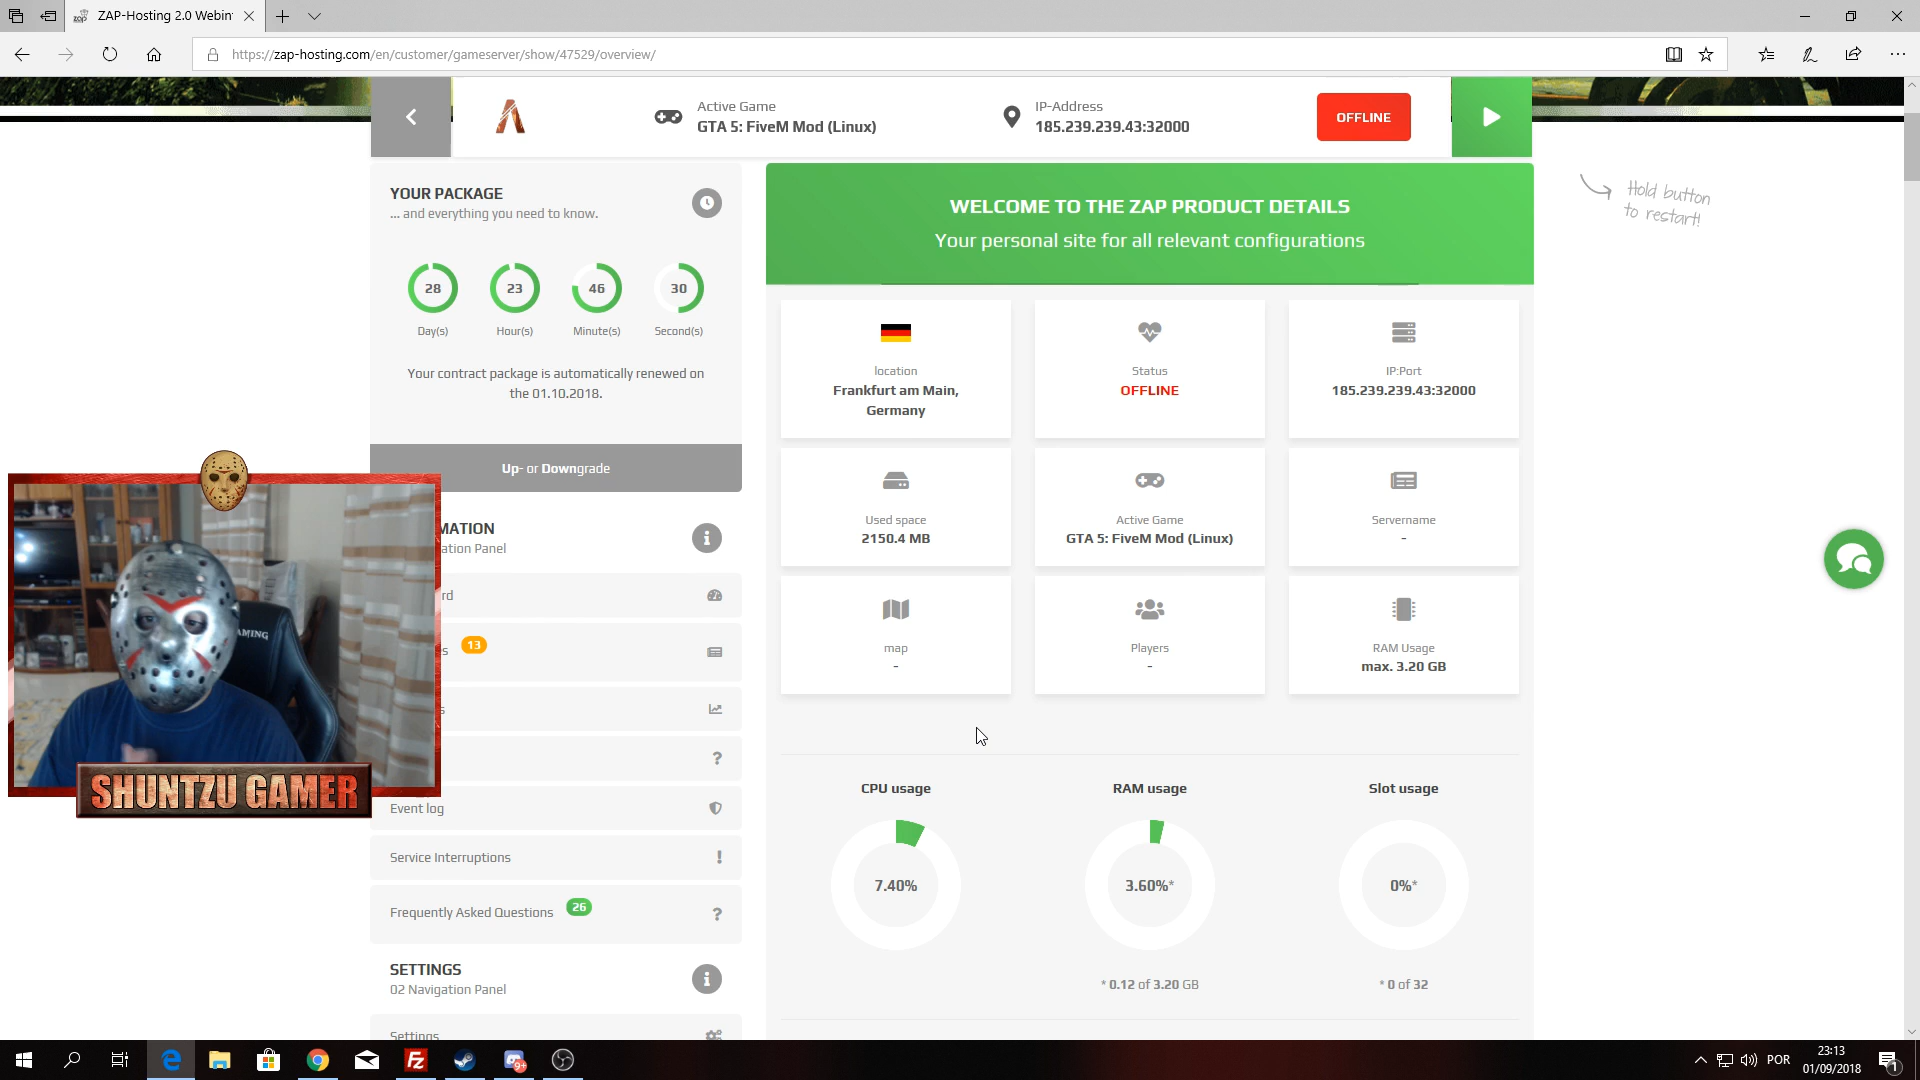 ZAP-Hosting 2.0 Webin
https://zap-hosting.com/en/customer/gameserver/show/47529/overview/
Active Game
GTA 5: FiveM Mod (Linux)
IP-Address
185.239.239.43:32000
OFFLINE
YOUR PACKAGE
... and everything you need to know.
28
23
46
30
Day(s)
Hour(s)
Minute(s)
Second(s)
Your contract package is automatically renewed on
the 01.10.2018.
Up- or Downgrade
MATION
ation Panel
rd
s
13
s
Event log
Service Interruptions
Frequently Asked Questions
26
SETTINGS
02 Navigation Panel
Settings
WELCOME TO THE ZAP PRODUCT DETAILS
Your personal site for all relevant configurations
Hold button
to restart!
location
Frankfurt am Main,
Germany
Status
OFFLINE
IP:Port
185.239.239.43:32000
Used space
2150.4 MB
Active Game
GTA 5: FiveM Mod (Linux)
Servername
-
map
-
Players
-
RAM Usage
max. 3.20 GB
CPU usage
RAM usage
Slot usage
7.40%
3.60%*
0%*
* 0.12 of 3.20 GB
* 0 of 32
AMING
SHUNTZU GAMER
9+
POR
23:13
01/09/2018
1